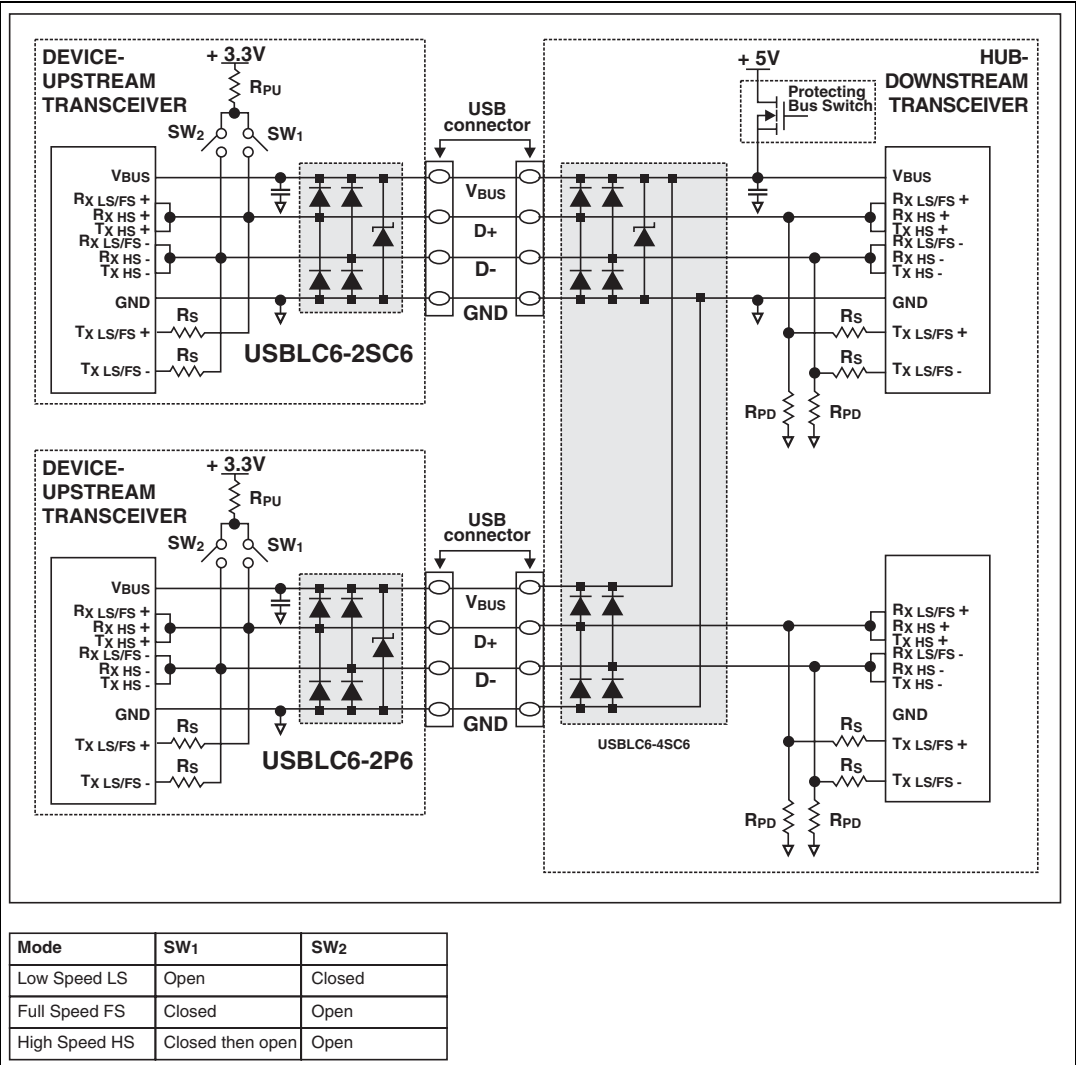 DEVICE-
UPSTREAM
TRANSCEIVER
+ 3.3V
RPU
SW2
SW1
VBUS
RX LS/FS +
RX HS +
TX HS +
RX LS/FS -
RX HS -
TX HS -
GND
TX LS/FS +
TX LS/FS -
RS
RS
USBLC6-2SC6
USB
connector
VBUS
D+
D-
GND
+ 5V
Protecting
Bus Switch
HUB-
DOWNSTREAM
TRANSCEIVER
VBUS
RX LS/FS +
RX HS +
TX HS +
RX LS/FS -
RX HS -
TX HS -
GND
TX LS/FS +
TX LS/FS -
RS
RS
RPD
RPD
DEVICE-
UPSTREAM
TRANSCEIVER
+ 3.3V
RPU
SW2
SW1
VBUS
RX LS/FS +
RX HS +
TX HS +
RX LS/FS -
RX HS -
TX HS -
GND
TX LS/FS +
TX LS/FS -
RS
RS
USBLC6-2P6
USB
connector
VBUS
D+
D-
GND
USBLC6-4SC6
RX LS/FS +
RX HS +
TX HS +
RX LS/FS -
RX HS -
TX HS -
GND
TX LS/FS +
TX LS/FS -
RS
RS
RPD
RPD
Mode SW1 SW2
Low Speed LS Open Closed
Full Speed FS Closed Open
High Speed HS Closed then open Open